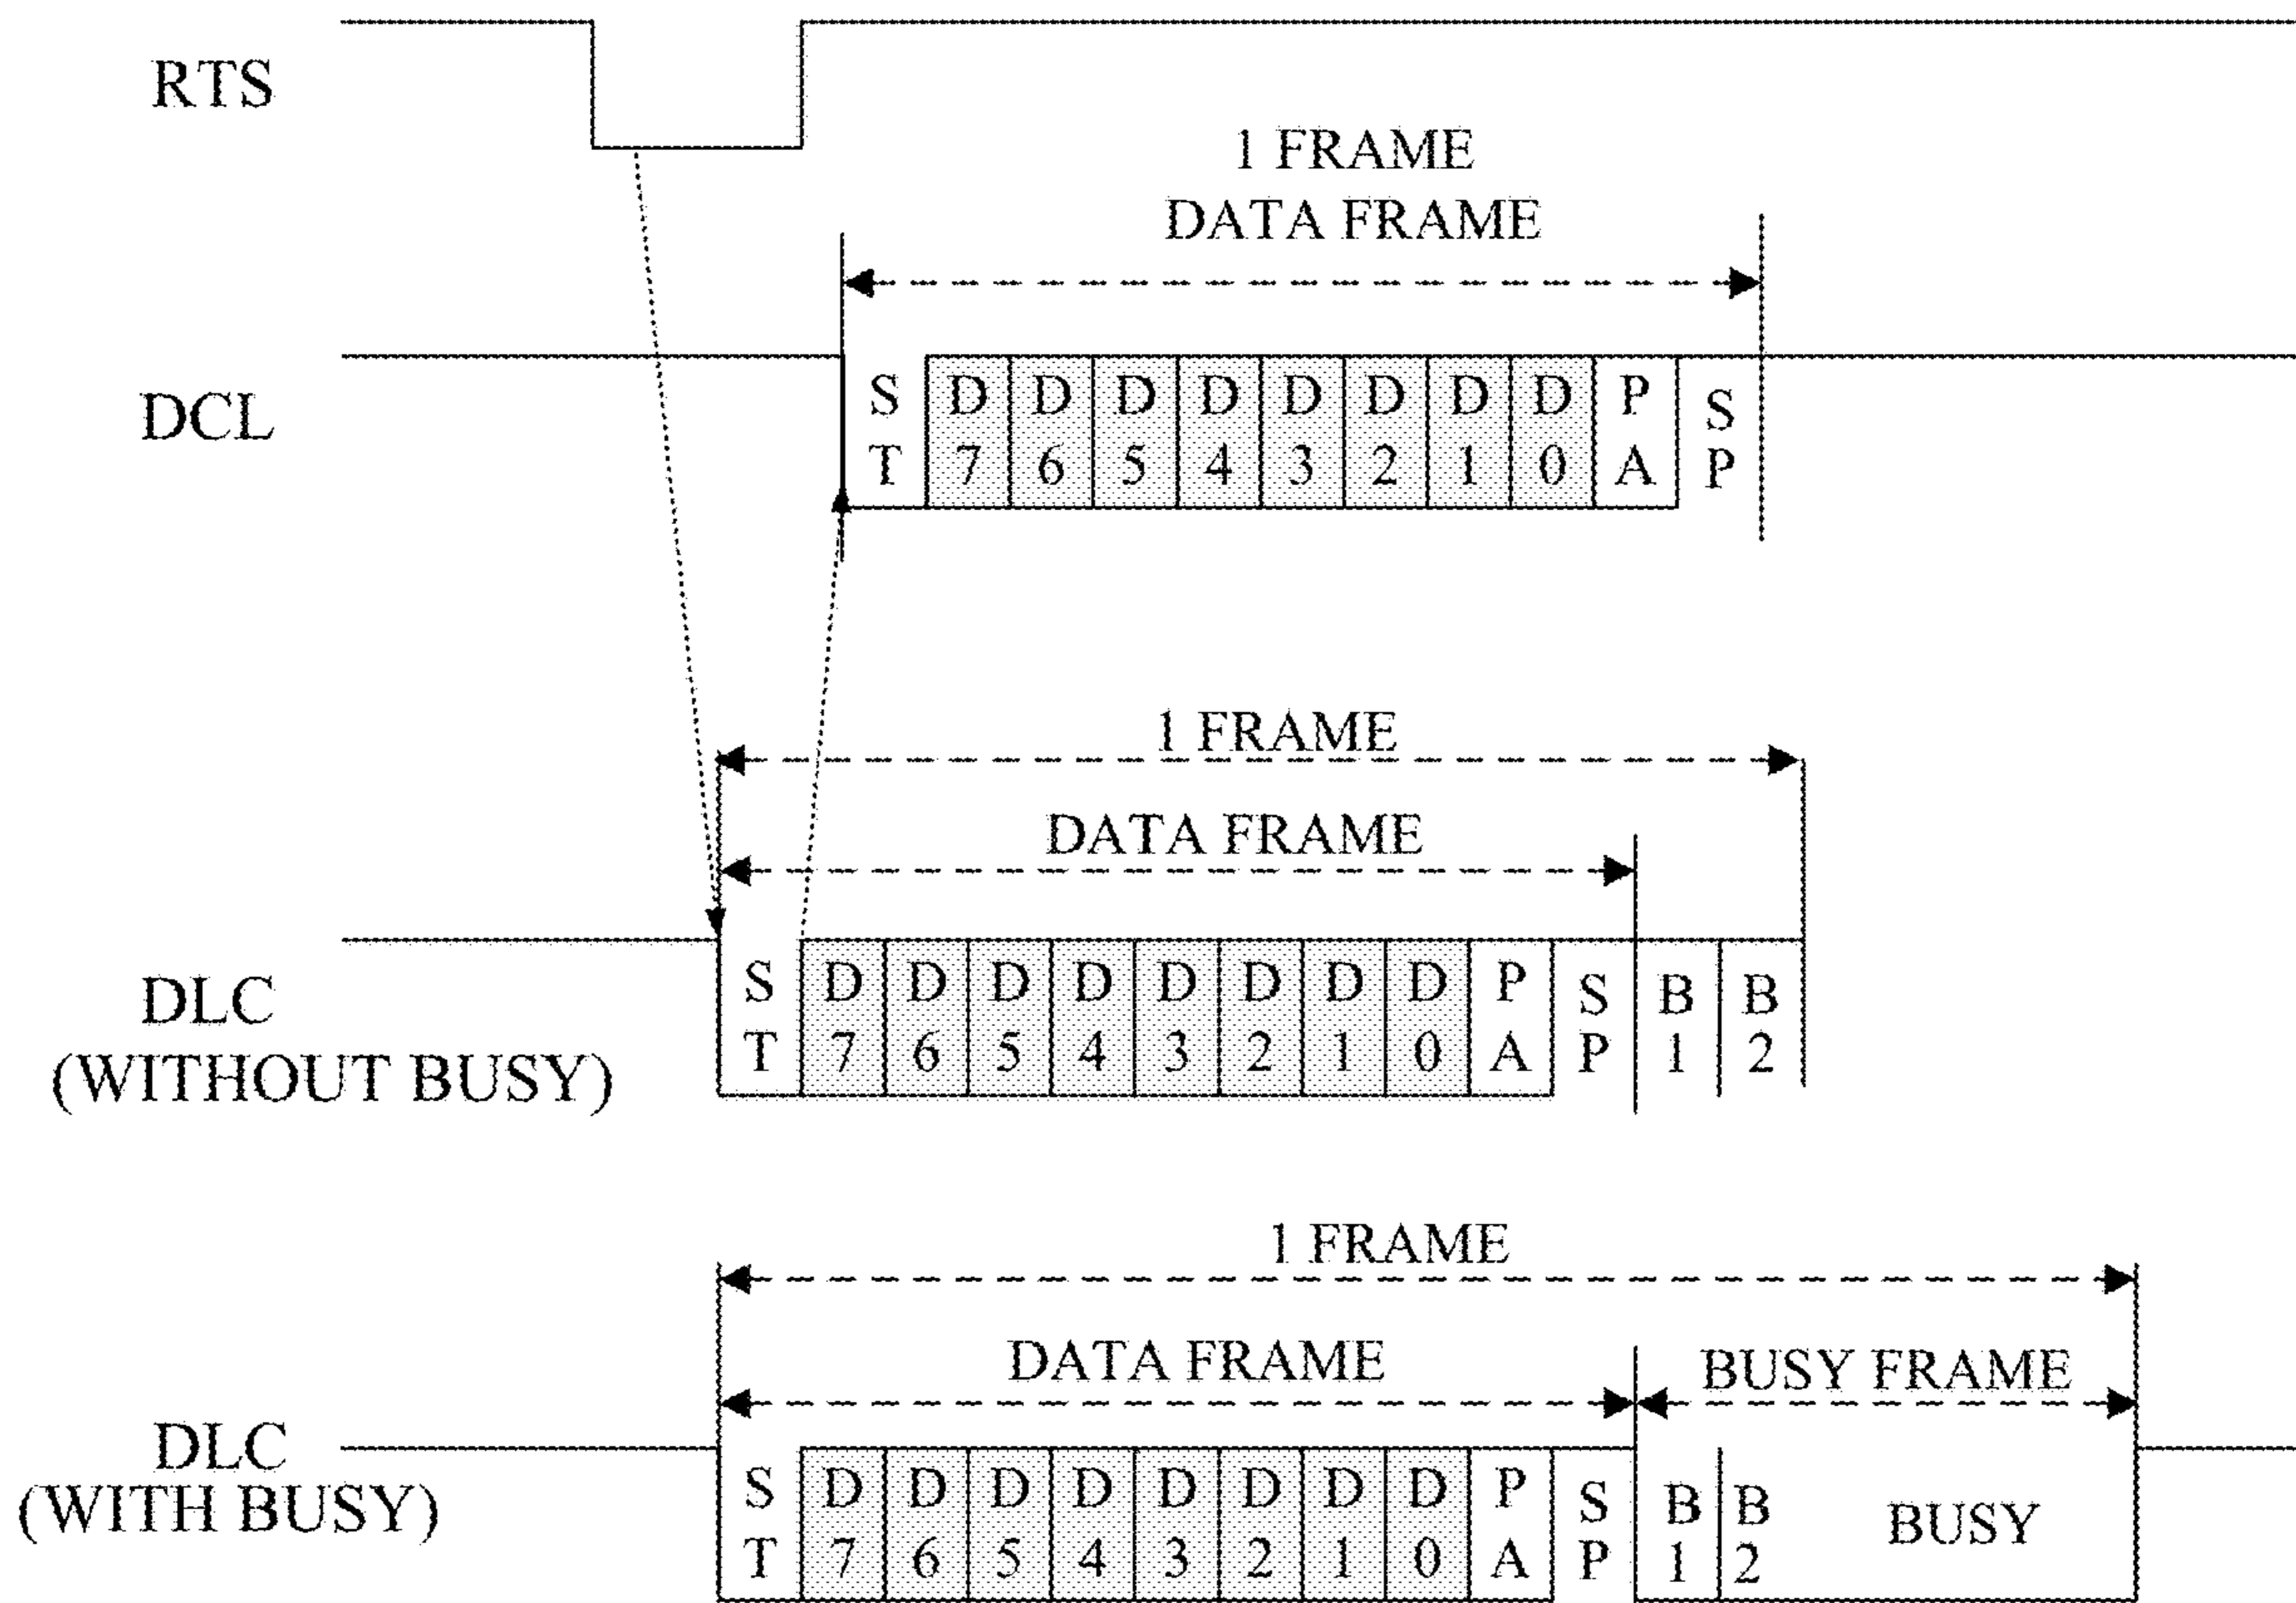 RTS
1 FRAME
DATA FRAME
DCL
S D D D D D D D D P S
T 7 6 5 4 3 2 1 0 A P
1 FRAME
DATA FRAME
DLC
(WITHOUT BUSY)
S D D D D D D D D P S B B
T 7 6 5 4 3 2 1 0 A P 1 2
1 FRAME
DATA FRAME BUSY FRAME
DLC
(WITH BUSY)
S D D D D D D D D P S B B BUSY
T 7 6 5 4 3 2 1 0 A P 1 2